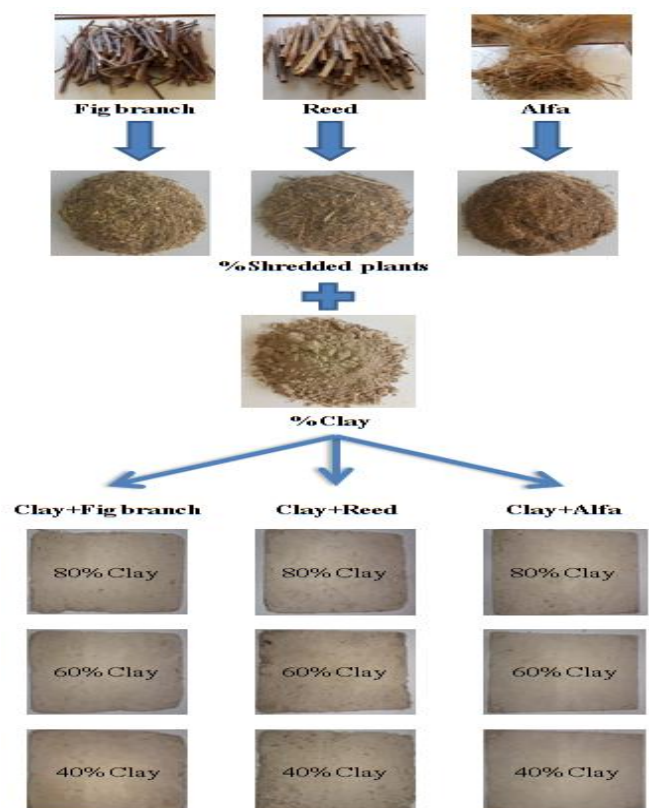 Fig branch Reed Alfa
%Shredded plants
%Clay
Clay+Fig branch Clay+Reed Clay+Alfa
80% Clay 80% Clay 80% Clay
60% Clay 60% Clay 60% Clay
40% Clay 40% Clay 40% Clay